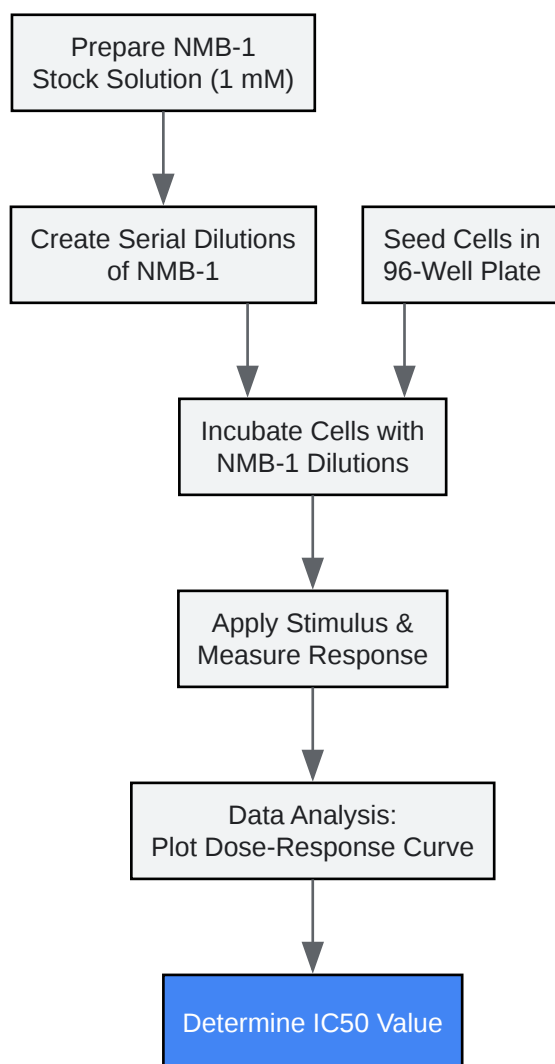 Prepare NMB-1
Stock Solution (1 mM)
Create Serial Dilutions
of NMB-1
Seed Cells in
96-Well Plate
Incubate Cells with
NMB-1 Dilutions
Apply Stimulus &
Measure Response
Data Analysis:
Plot Dose-Response Curve
Determine IC50 Value